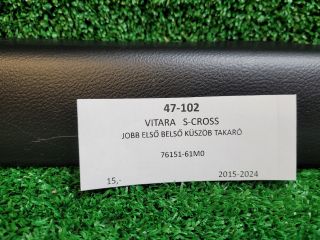 47-102
VITARA S-CROSS
JOBB ELSŐ BELSŐ KÜSZÖB TAKARÓ
76151-61M0
15,- 2015-2024